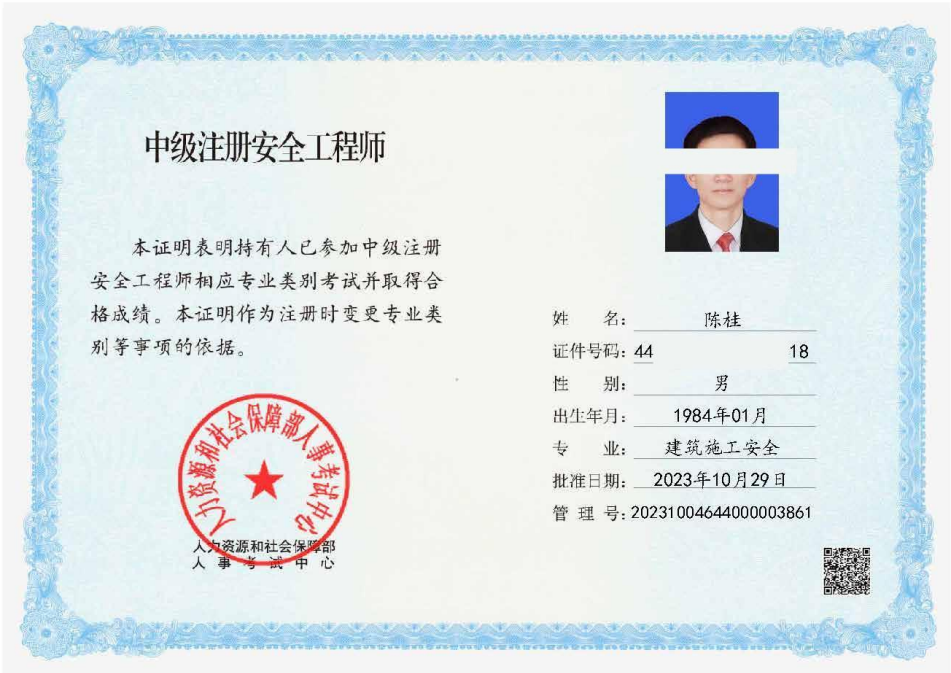 中级注册安全工程师
本证明表明持有人已参加中级注册
安全工程师相应专业类别考试并取得合
格成绩。本证明作为注册时变更专业类
别等事项的依据。
人力资源和社会保障部人事考试中心
人力资源和社会保障部
人事考试中心
姓 名: 陈桂
证件号码: 44 18
性 别: 男
出生年月: 1984年01月
专 业: 建筑施工安全
批准日期: 2023年10月29日
管 理 号: 20231004644000003861